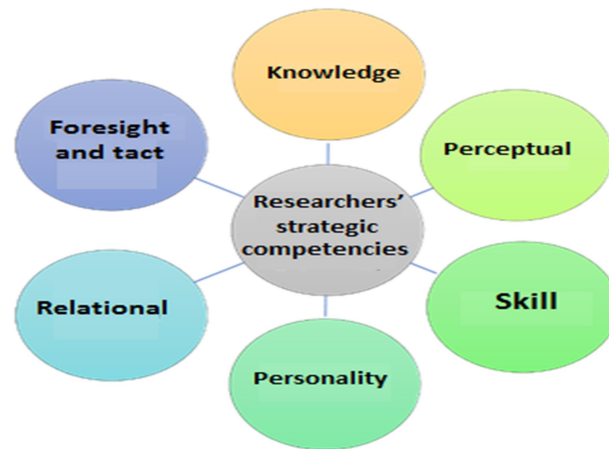 Knowledge
Foresight
and tact
Perceptual
Researchers'
strategic
competencies
Relational
Skill
Personality